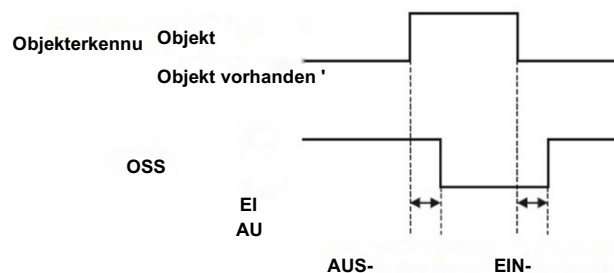 Objekterkennu Objekt
Objekt vorhanden '
OSS
EI
AU
AUS- EIN-